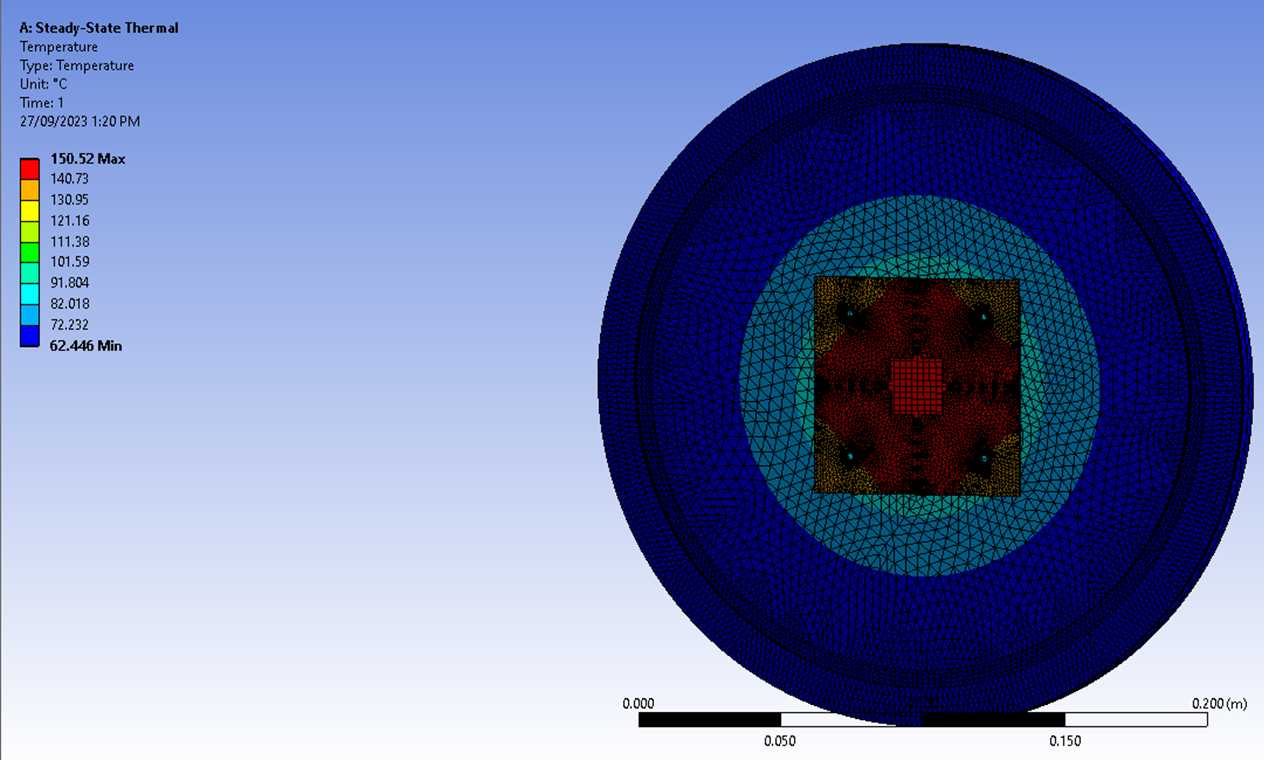 A: Steady-State Thermal
Temperature
Type: Temperature
Unit: °C
Time: 1
27/09/2023 1:20 PM
150.52 Max
140.73
130.95
121.16
111.38
101.59
91.804
82.018
72.232
62.446 Min
0.000
0.200 (m)
0.050
0.150